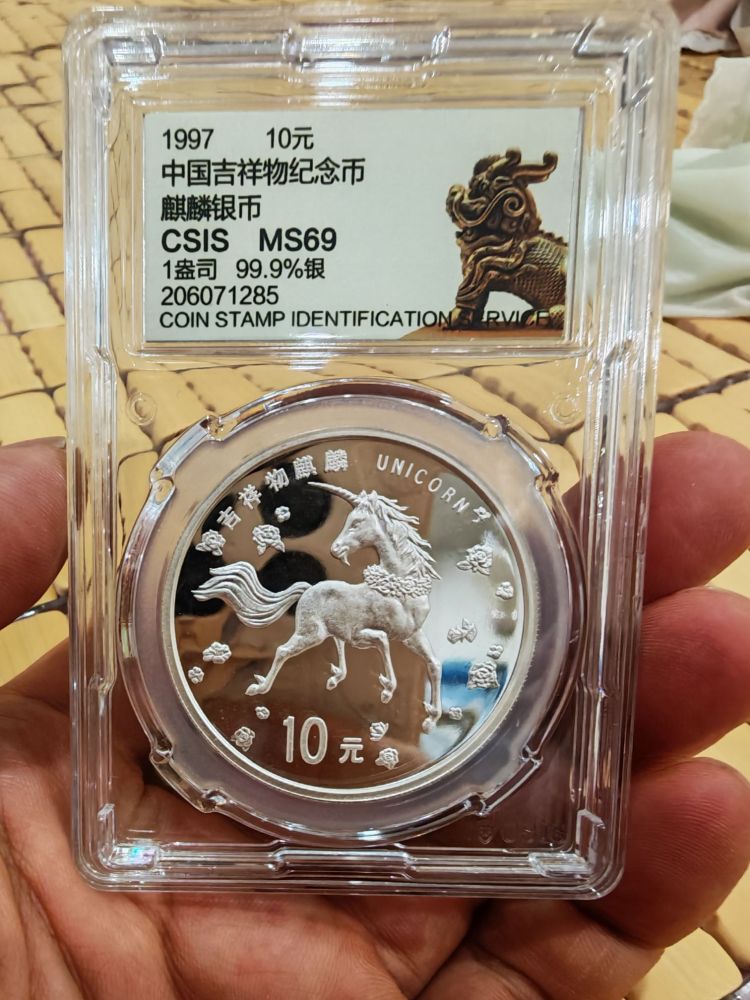 1997 10元
中国吉祥物纪念币
麒麟银币
CSIS MS69
1盎司 99.9%银
206071285
COIN STAMP IDENTIFICATION SERVICE
吉祥物麒麟 UNICORN
10元